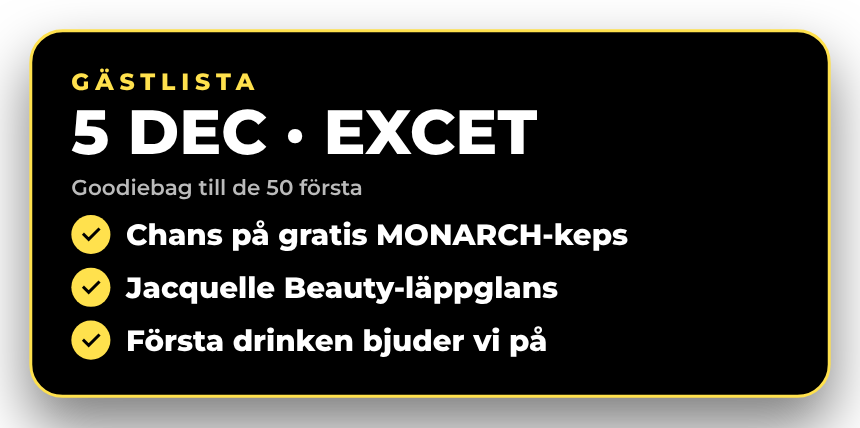 GÄSTLISTA
5 DEC • EXCET
Goodiebag till de 50 första
Chans på gratis MONARCH-keps
Jacquelle Beauty-läppglans
Första drinken bjuder vi på